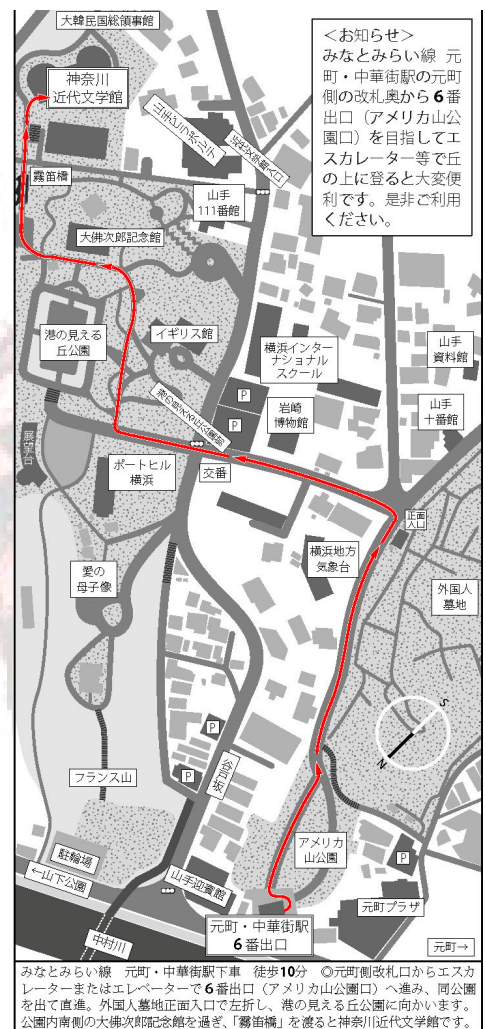 大韓民国総領事館
<お知らせ>
みなとみらい線 元
町・中華街駅の元町
側の改札奥から6番
出口（アメリカ山公
園口）を目指してエ
スカレーター等で丘
の上に登ると大変便
利です。是非ご利用
ください。
神奈川
近代文学館
近代文学館入口
霧笛橋
山手
111番館
大佛次郎記念館
港の見える
丘公園
イギリス館
横浜インター
ナショナル
スクール
山手
資料館
P
岩崎
博物館
山手
十番館
展望台
P
ポートヒル
横浜
交番
正面
入口
横浜地方
気象台
愛の
母子像
外国人
墓地
S
N
P
フランス山
谷戸坂
P
アメリカ
山公園
駐輪場
P
←山下公園
山手迎賓館
元町プラザ
元町・中華街駅
6番出口
中村川
元町→
みなとみらい線 元町・中華街駅下車 徒歩10分 ◎元町側改札口からエスカ
レーターまたはエレベーターで6番出口（アメリカ山公園口）へ進み、同公園
を出て直進。外国人墓地正面入口で左折し、港の見える丘公園に向かいます。
公園内南側の大佛次郎記念館を過ぎ、「霧笛橋」を渡ると神奈川近代文学館です。